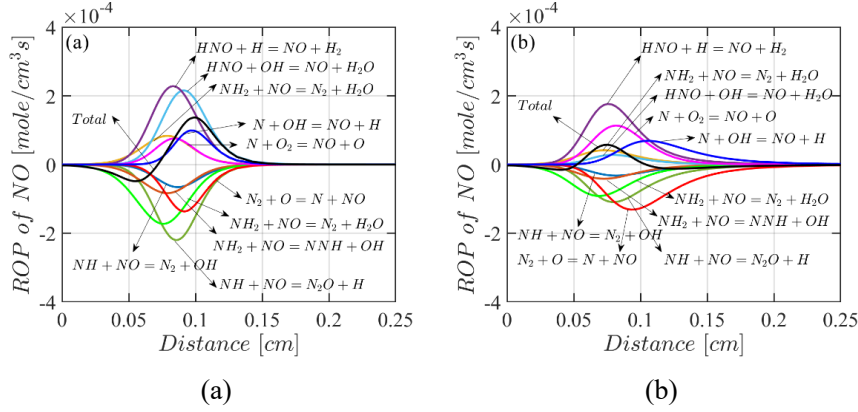 ×10⁻⁴
(a)
HNO + H = NO + H₂
HNO + OH = NO + H₂O
NH₂ + NO = N₂ + H₂O
Total
N + OH = NO + H
N + O₂ = NO + O
N₂ + O = N + NO
NH₂ + NO = N₂ + H₂O
NH₂ + NO = NNH + OH
NH + NO = N₂ + OH
NH + NO = N₂O + H
4
2
0
-2
-4
ROP of NO [mole/cm³s]
0 0.05 0.1 0.15 0.2 0.25
Distance [cm]
(a)
×10⁻⁴
(b)
HNO + H = NO + H₂
NH₂ + NO = N₂ + H₂O
HNO + OH = NO + H₂O
N + O₂ = NO + O
Total
N + OH = NO + H
NH₂ + NO = N₂ + H₂O
NH₂ + NO = NNH + OH
NH + NO = N₂ + OH
N₂ + O = N + NO
NH + NO = N₂O + H
4
2
0
-2
-4
ROP of NO [mole/cm³s]
0 0.05 0.1 0.15 0.2 0.25
Distance [cm]
(b)